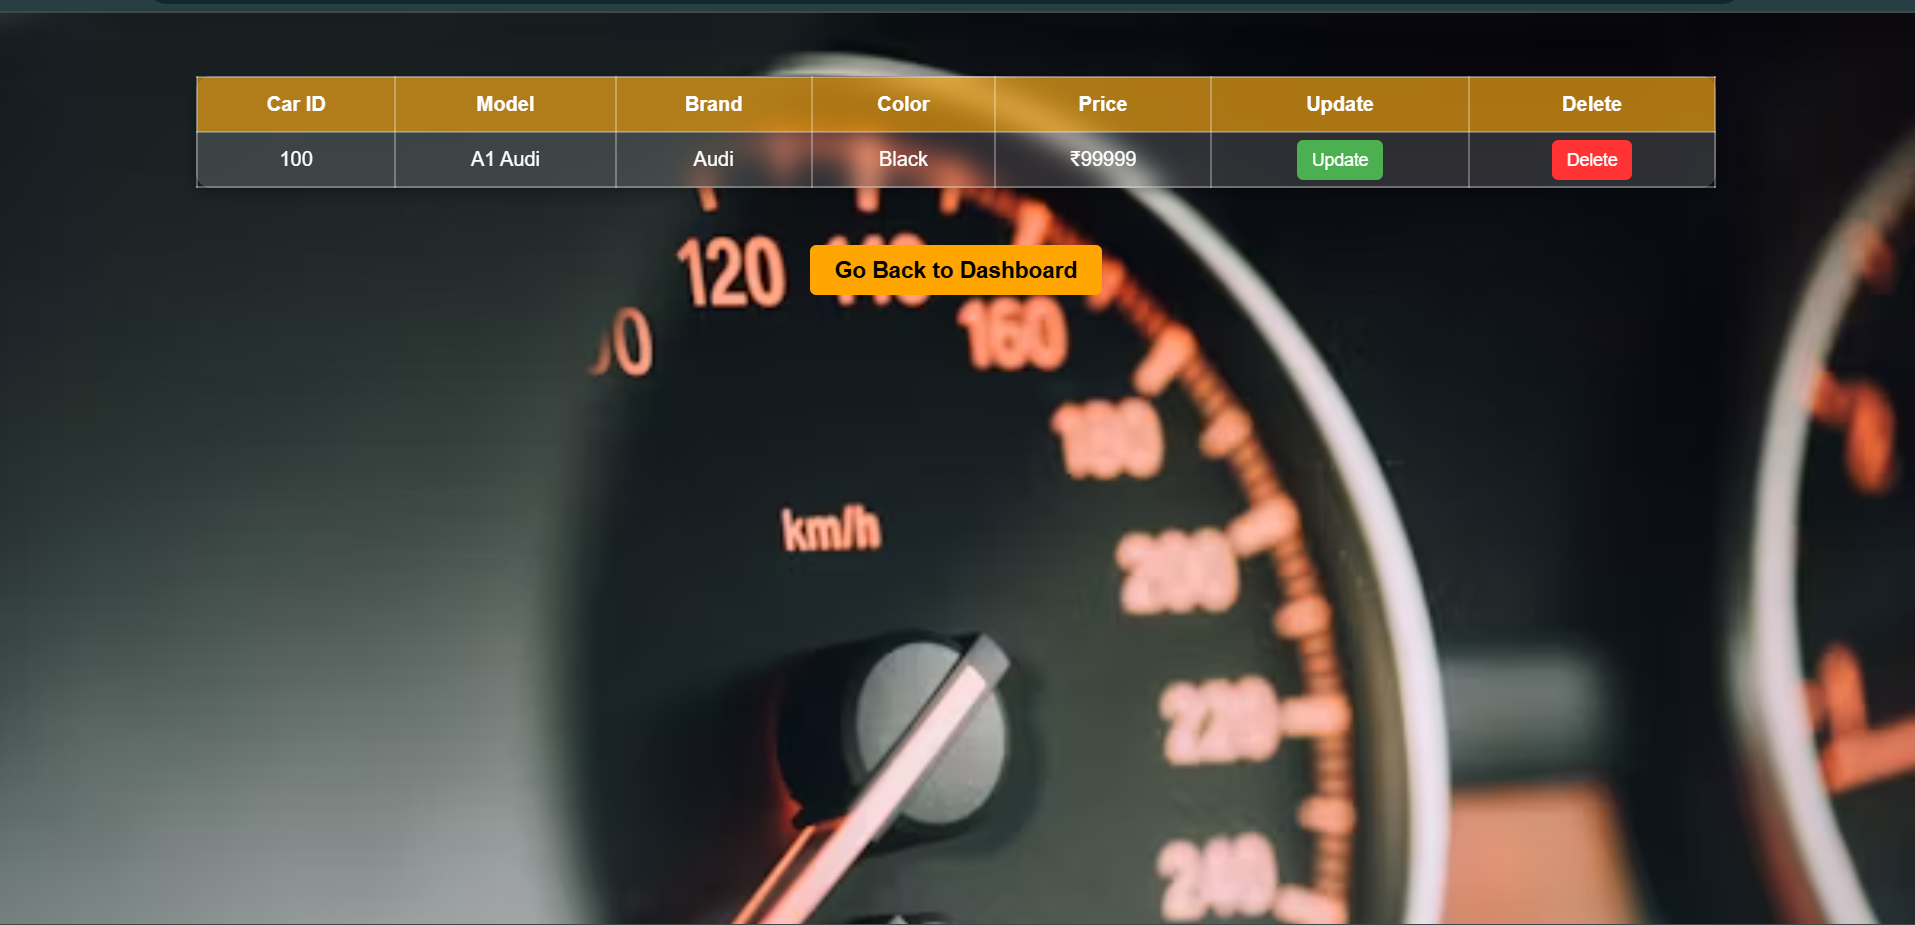 Car ID Model Brand Color Price Update Delete
100 A1 Audi Audi Black ₹99999 Update Delete
Go Back to Dashboard
120
160
180
km/h
200
220
240